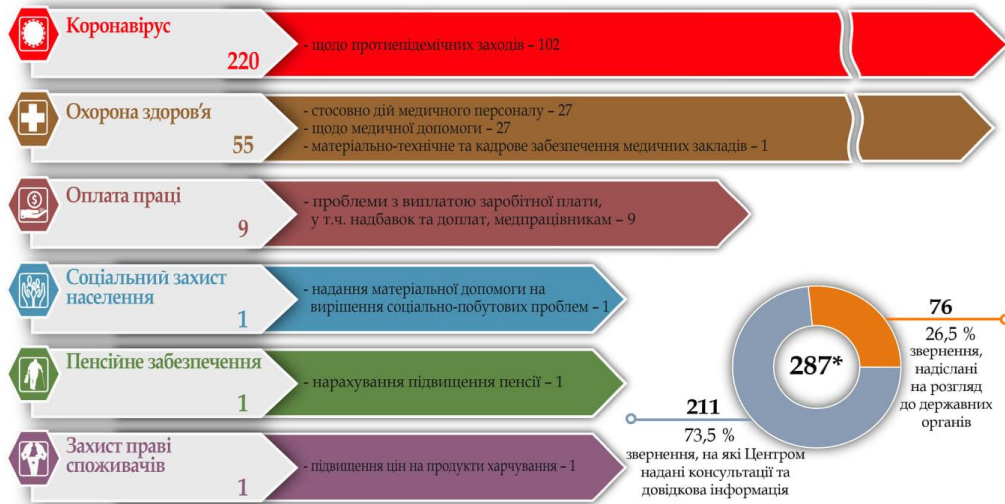 Коронавірус
220
- щодо протиепідемічних заходів – 102
Охорона здоров'я
55
- стосовно дій медичного персоналу – 27
- щодо медичної допомоги – 27
- матеріально-технічне та кадрове забезпечення медичних закладів – 1
Оплата праці
9
- проблеми з виплатою заробітної плати,
у т.ч. надбавок та доплат, медпрацівникам – 9
Соціальний захист
населення
1
- надання матеріальної допомоги на
вирішення соціально-побутових проблем – 1
Пенсійне забезпечення
1
- нарахування підвищення пенсії – 1
Захист праві
споживачів
1
- підвищення цін на продукти харчування – 1
287*
76
26,5 %
звернення,
надіслані
на розгляд
до державних
органів
211
73,5 %
звернення, на які Центром
надані консультації та
довідкова інформація